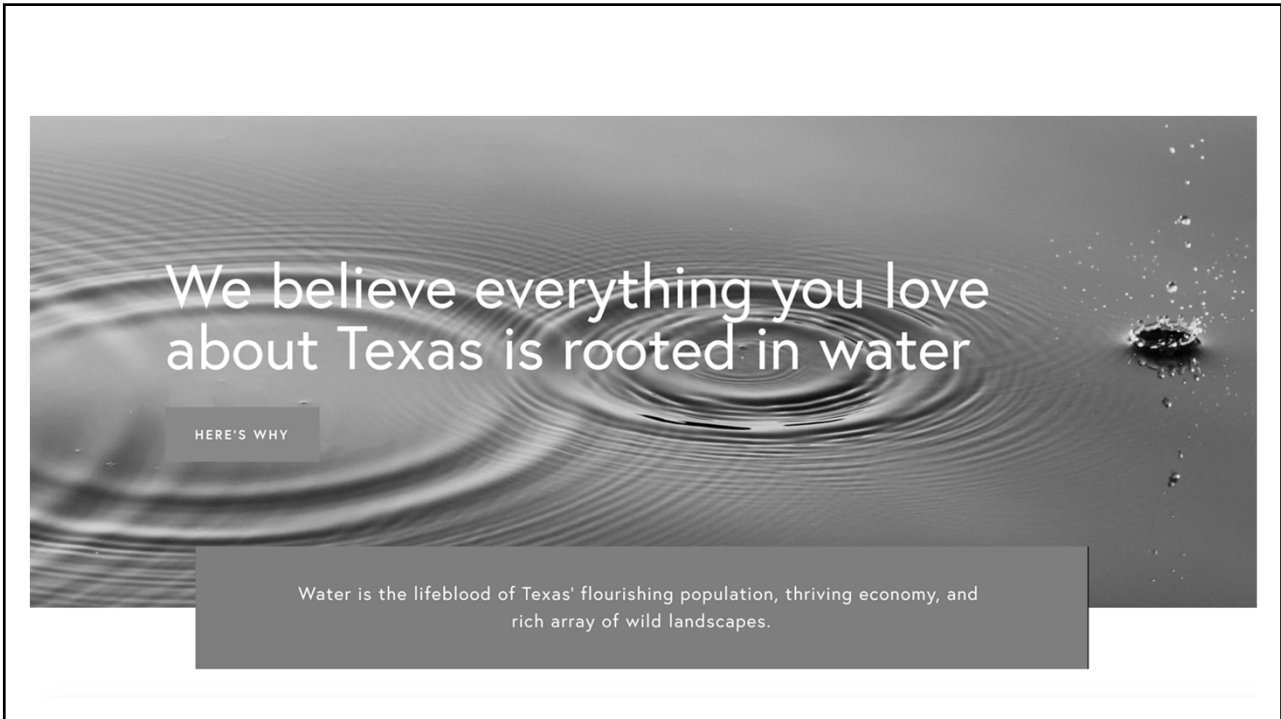 We believe everything you love
about Texas is rooted in water
HERE'S WHY
Water is the lifeblood of Texas' flourishing population, thriving economy, and
rich array of wild landscapes.